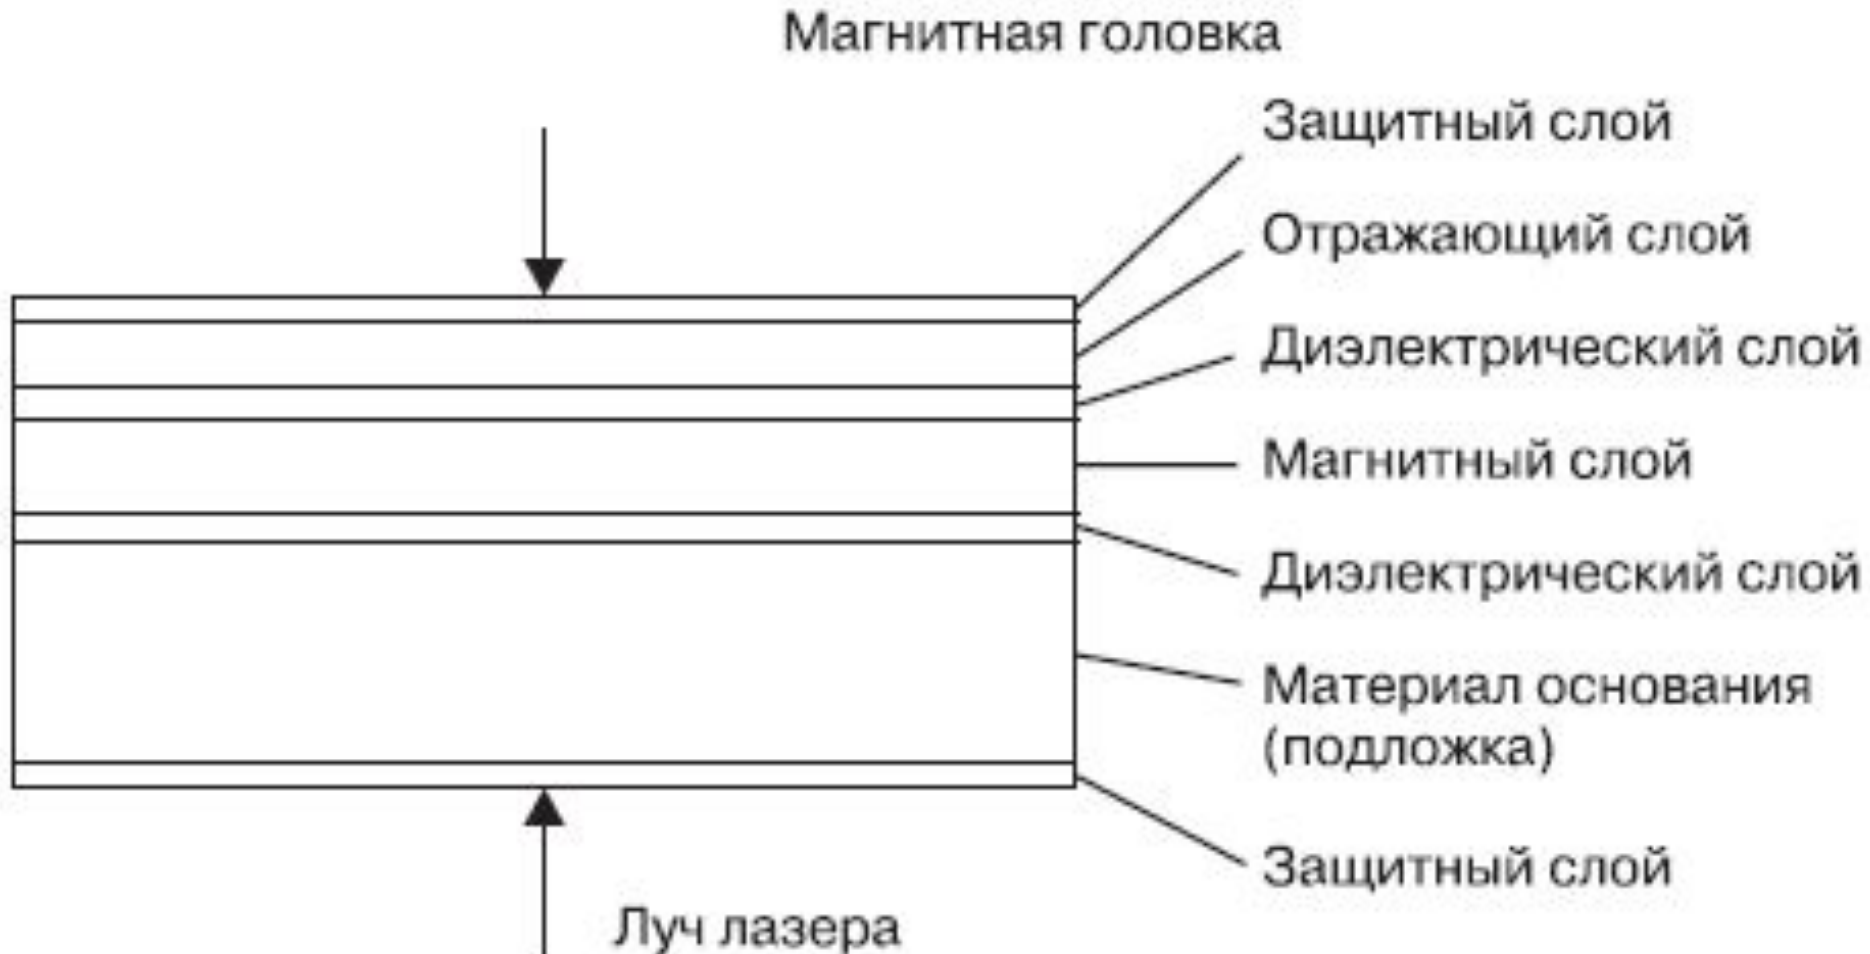 Магнитная головка
Защитный слой
Отражающий слой
Диэлектрический слой
Магнитный слой
Диэлектрический слой
Материал основания
(подложка)
Защитный слой
Луч лазера